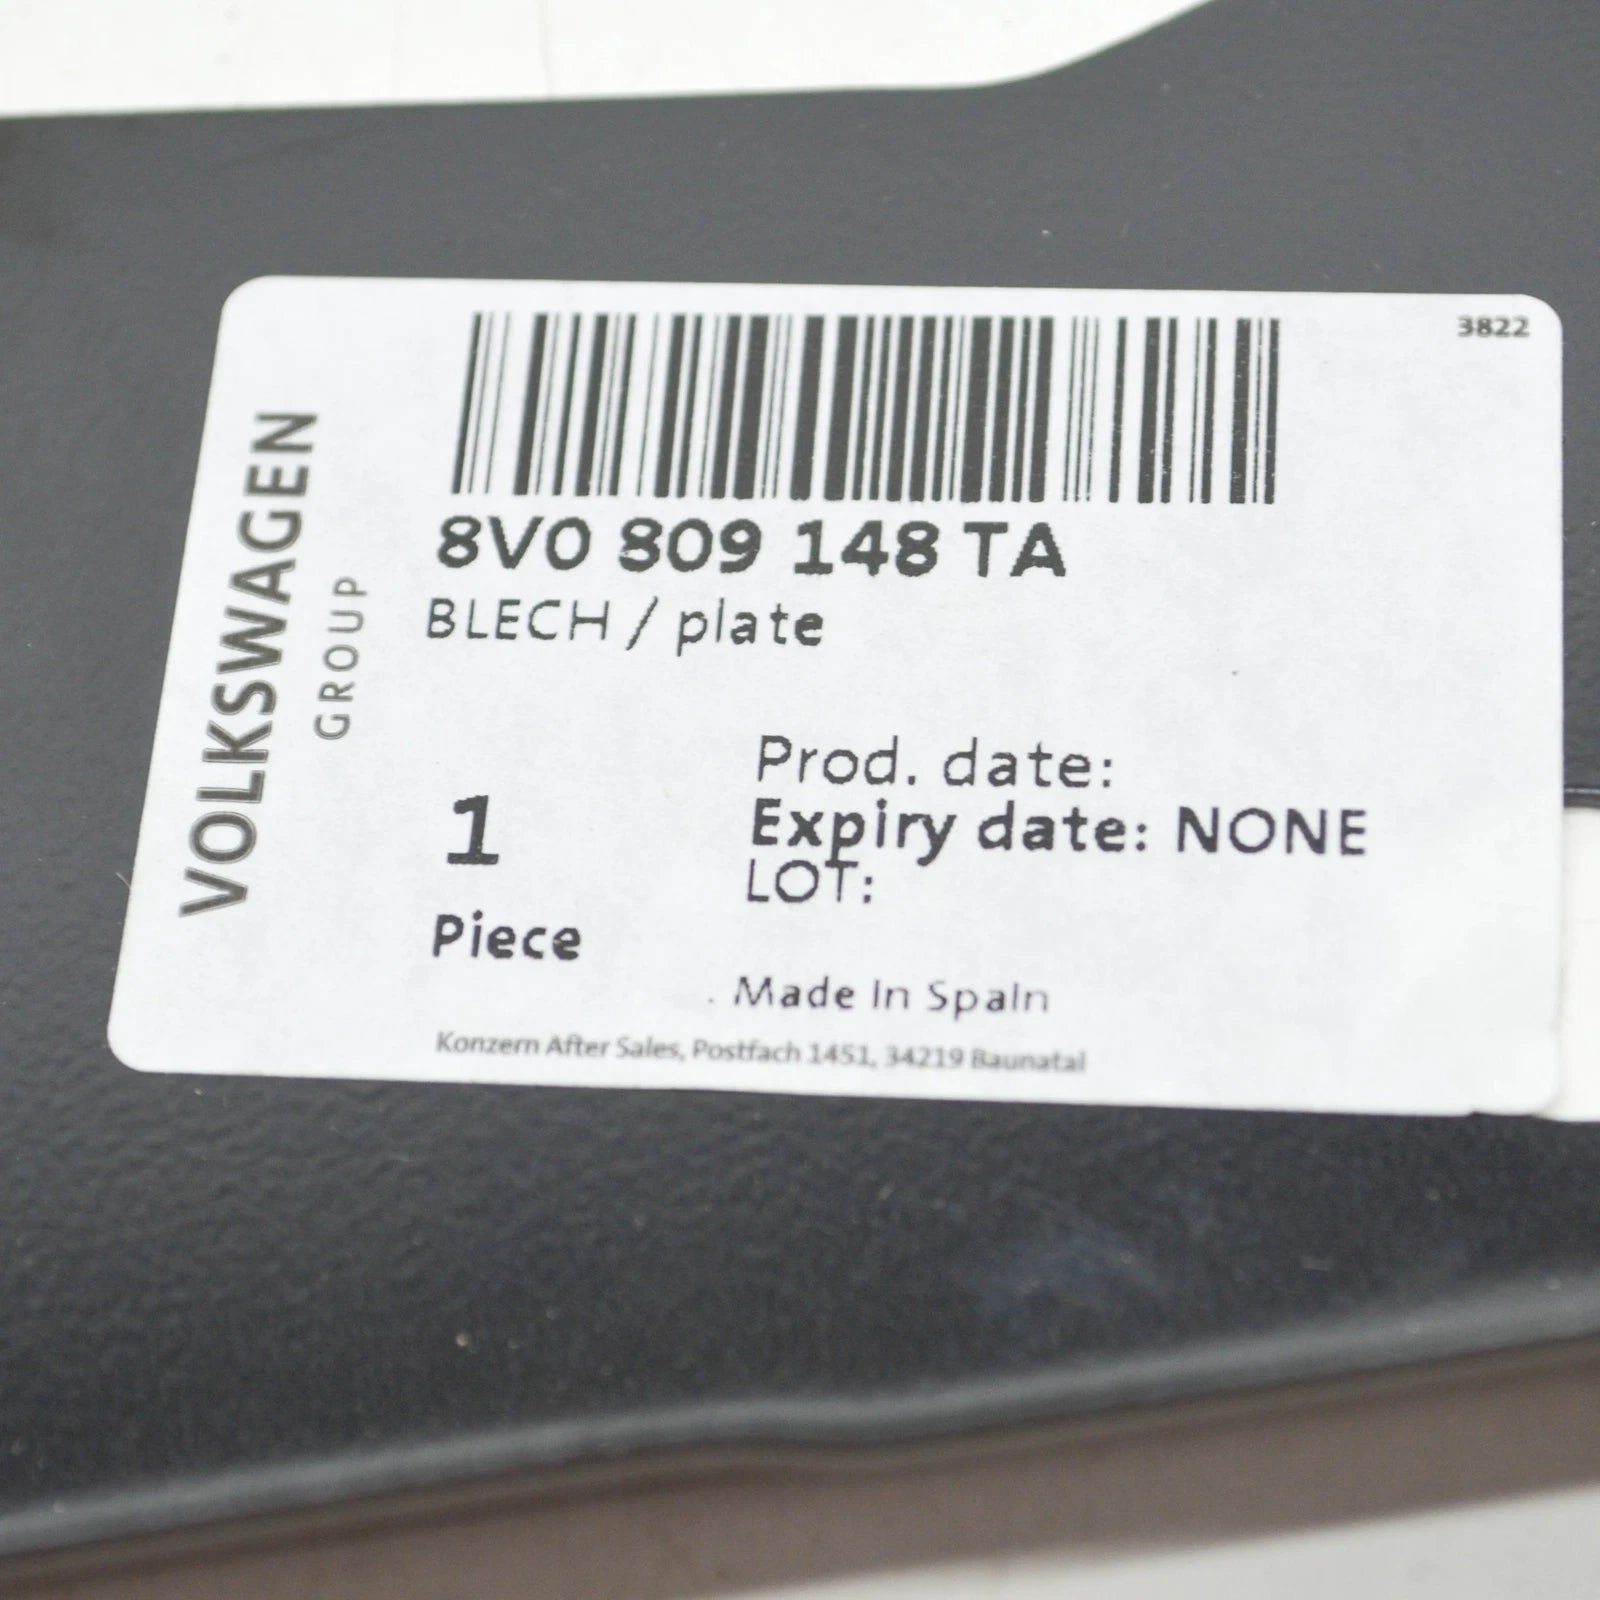 3822
VOLKSWAGEN
GROUP
8V0 809 148 TA
BLECH / plate
Prod. date:
Expiry date: NONE
LOT:
1
Piece
Made In Spain
Konzern After Sales, Postfach 1451, 34219 Baunatal